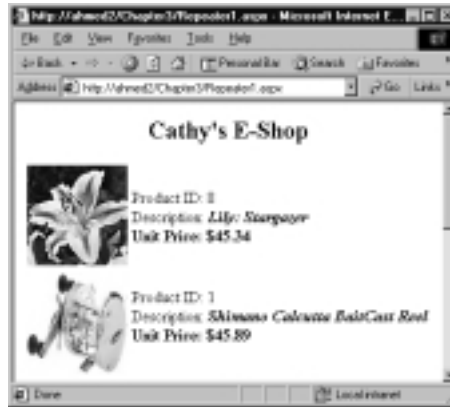 http://ahmed2/Chapter3/Repeater1.aspx - Microsoft Internet E...
File Edit View Favorites Tools Help
Back Personal Bar Search Favorites
Address http://ahmed2/Chapter3/Repeater1.aspx Go Links
Cathy's E-Shop
Product ID: 
Description: Lily: Stargazer
Unit Price: $45.34
Product ID: 1
Description: Shimano Calcutta BaitCast Reel
Unit Price: $45.89
Done Local intranet